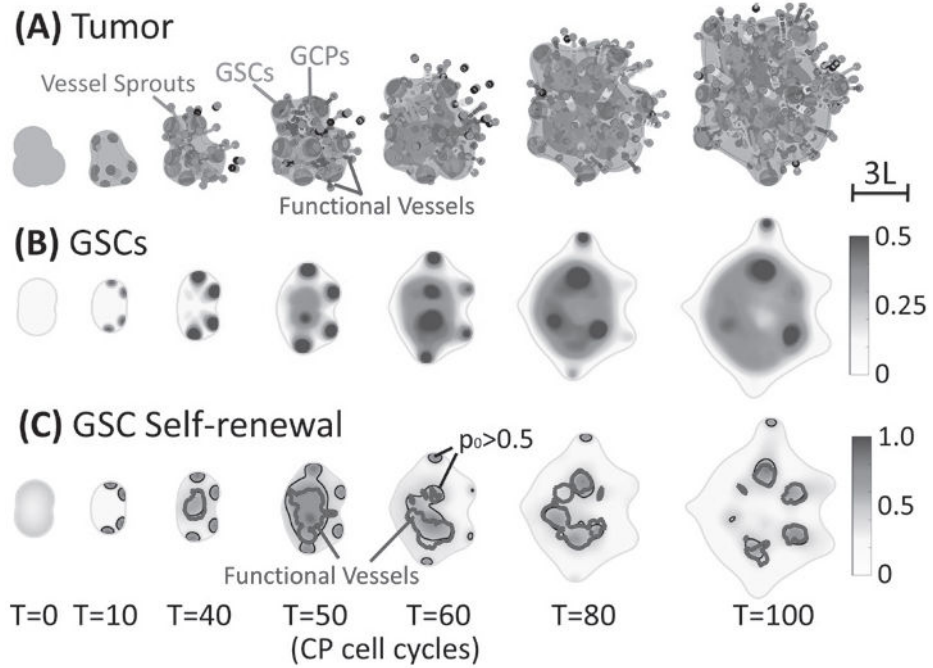 (A) Tumor
Vessel Sprouts
GSCs
GCPs
Functional Vessels
3L
(B) GSCs
0.5
0.25
0
(C) GSC Self-renewal
p₀>0.5
1.0
0.5
0
Functional Vessels
T=0 T=10 T=40 T=50 T=60 T=80 T=100
(CP cell cycles)